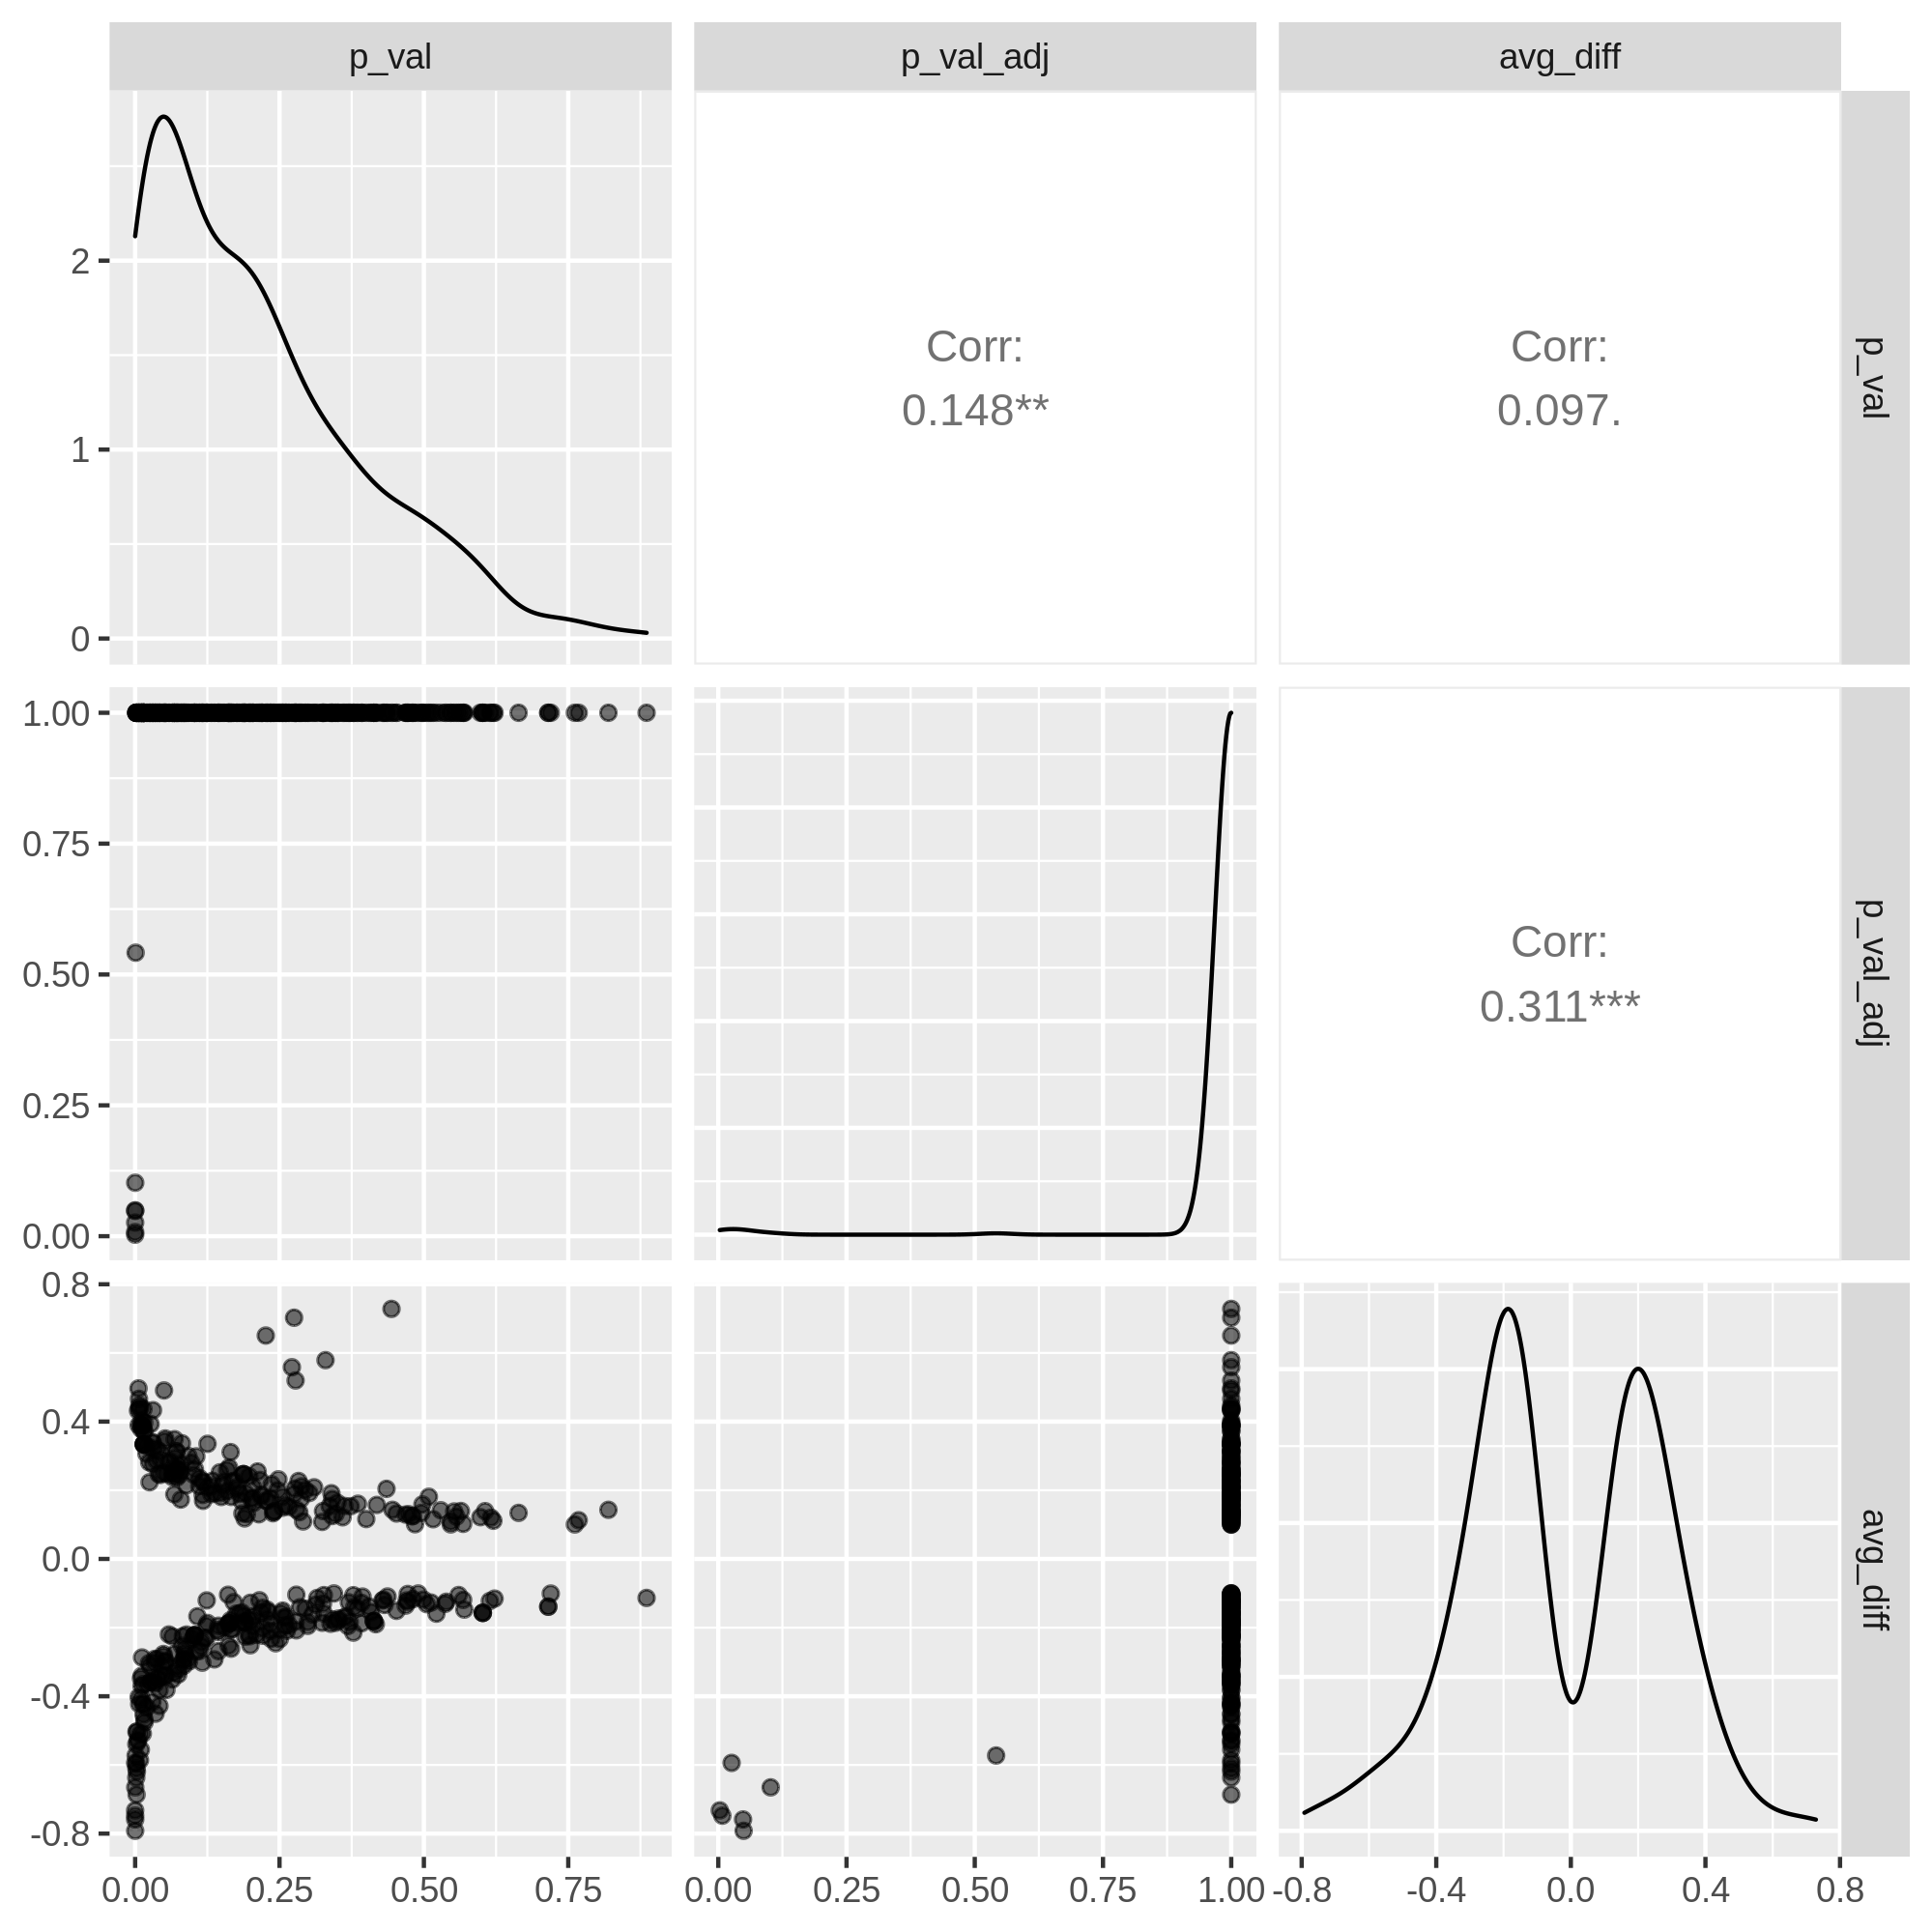 p_val
p_val_adj
avg_diff
2
1
0
Corr:
0.148**
Corr:
0.097.
p_val
1.00
0.75
0.50
0.25
0.00
Corr:
0.311***
p_val_adj
0.8
0.4
0.0
-0.4
-0.8
avg_diff
0.00 0.25 0.50 0.75
0.00 0.25 0.50 0.75 1.00
-0.8 -0.4 0.0 0.4 0.8